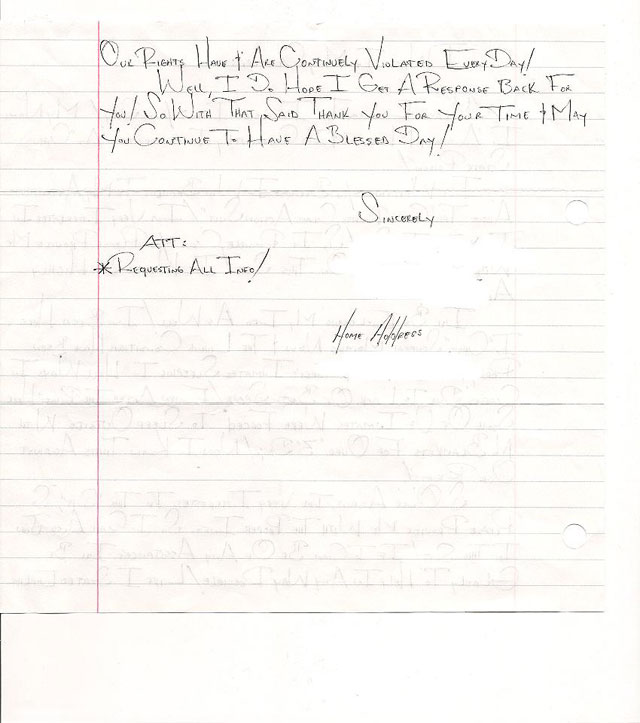 Our Rights Have & Are Continuely Violated Every Day!
Well, I Do Hope I Get A Response Back For
You! So With That Said Thank You For Your Time & May
You Continue To Have A Blessed Day!
Sincerely
Att:
*Requesting All Info!
Home Address